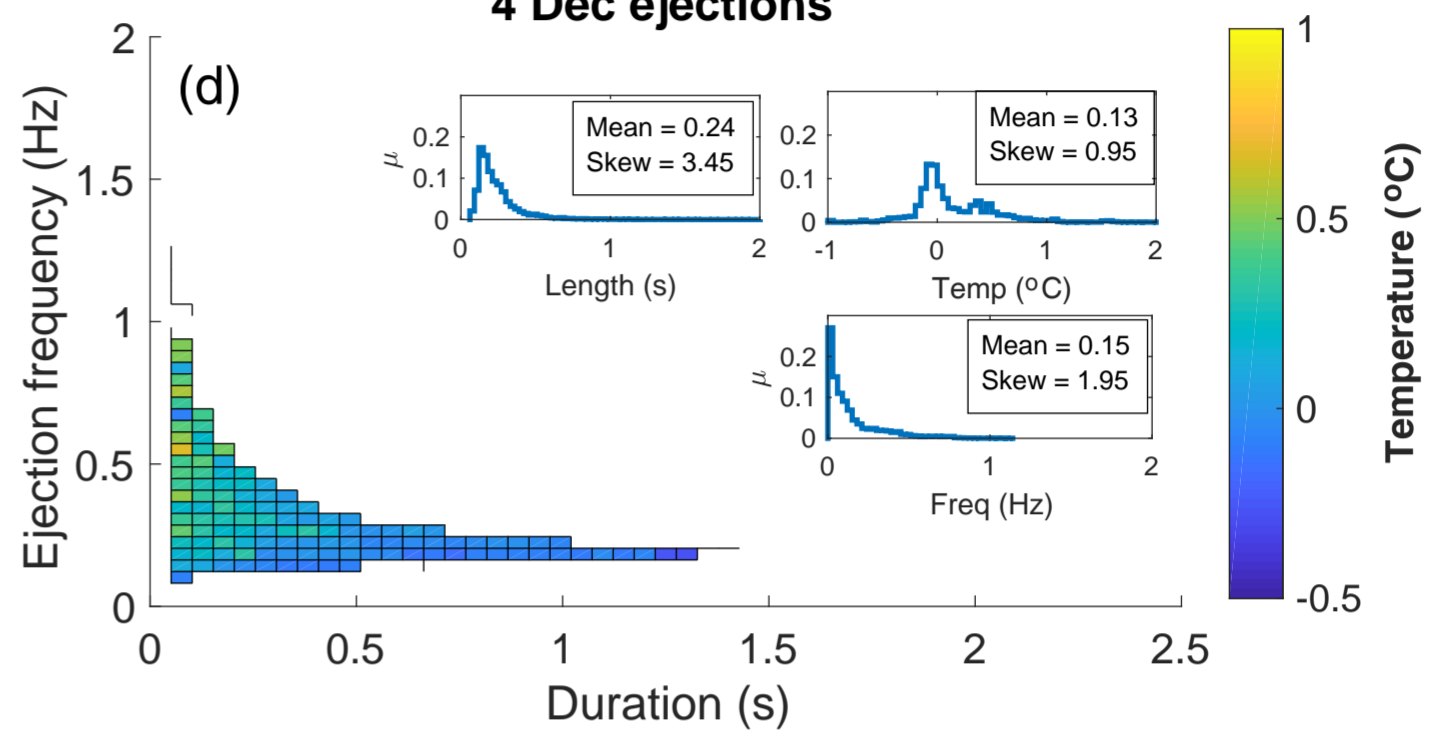 4 Dec ejections
(d)
Ejection frequency (Hz)
2
1.5
1
0.5
0
0
0.5
1
1.5
2
2.5
Duration (s)
Mean = 0.24
Skew = 3.45
μ
0.2
0.1
0
0
1
2
Length (s)
Mean = 0.13
Skew = 0.95
0.2
0.1
0
-1
0
1
2
Temp (ºC)
Mean = 0.15
Skew = 1.95
μ
0.2
0.1
0
0
1
2
Freq (Hz)
1
0.5
0
-0.5
Temperature (ºC)